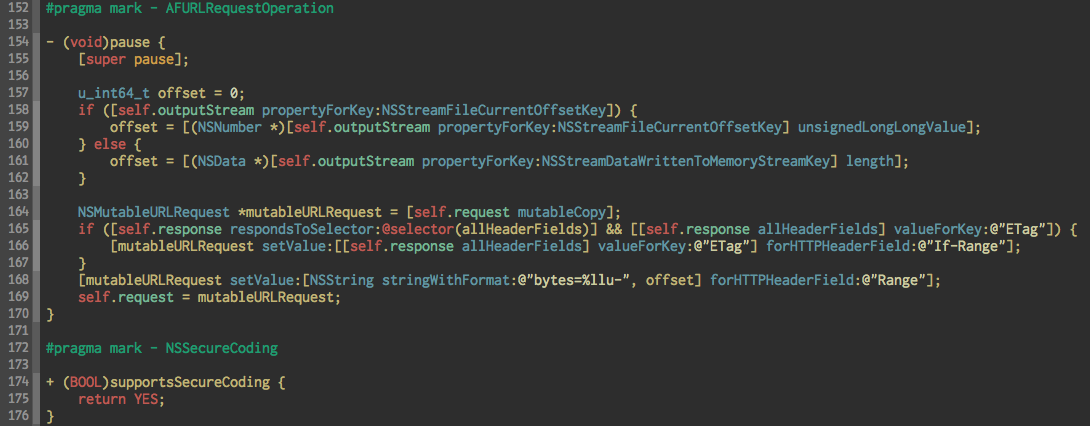 152 #pragma mark - AFURLRequestOperation
153
154 - (void)pause {
155     [super pause];
156
157     u_int64_t offset = 0;
158     if ([self.outputStream propertyForKey:NSStreamFileCurrentOffsetKey]) {
159         offset = [(NSNumber *)[self.outputStream propertyForKey:NSStreamFileCurrentOffsetKey] unsignedLongLongValue];
160     } else {
161         offset = [(NSData *)[self.outputStream propertyForKey:NSStreamDataWrittenToMemoryStreamKey] length];
162     }
163
164     NSMutableURLRequest *mutableURLRequest = [self.request mutableCopy];
165     if ([self.response respondsToSelector:@selector(allHeaderFields)] && [[self.response allHeaderFields] valueForKey:@"ETag"]) {
166         [mutableURLRequest setValue:[[self.response allHeaderFields] valueForKey:@"ETag"] forHTTPHeaderField:@"If-Range"];
167     }
168     [mutableURLRequest setValue:[NSString stringWithFormat:@"bytes=%llu-", offset] forHTTPHeaderField:@"Range"];
169     self.request = mutableURLRequest;
170 }
171
172 #pragma mark - NSSecureCoding
173
174 + (BOOL)supportsSecureCoding {
175     return YES;
176 }